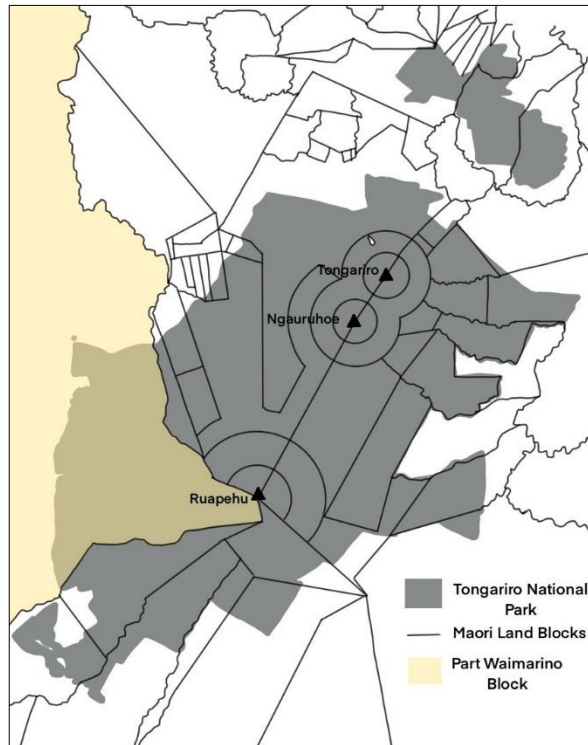 Tongariro
Ngauruhoe
Ruapehu
Tongariro National
Park
Maori Land Blocks
Part Waimarino
Block